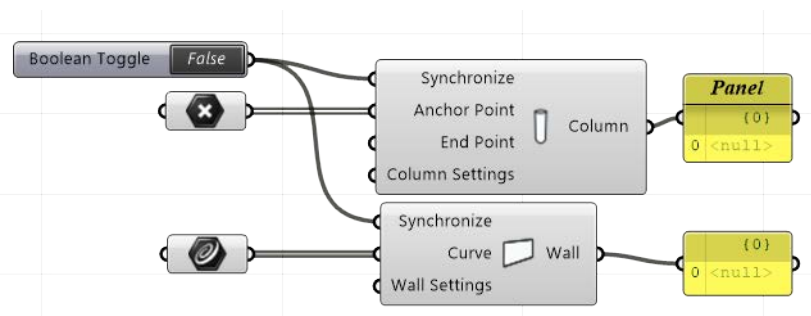 Boolean Toggle False
Synchronize
Anchor Point
End Point
Column Settings
Column
Panel
{0}
0 <null>
Synchronize
Curve
Wall Settings
Wall
{0}
0 <null>